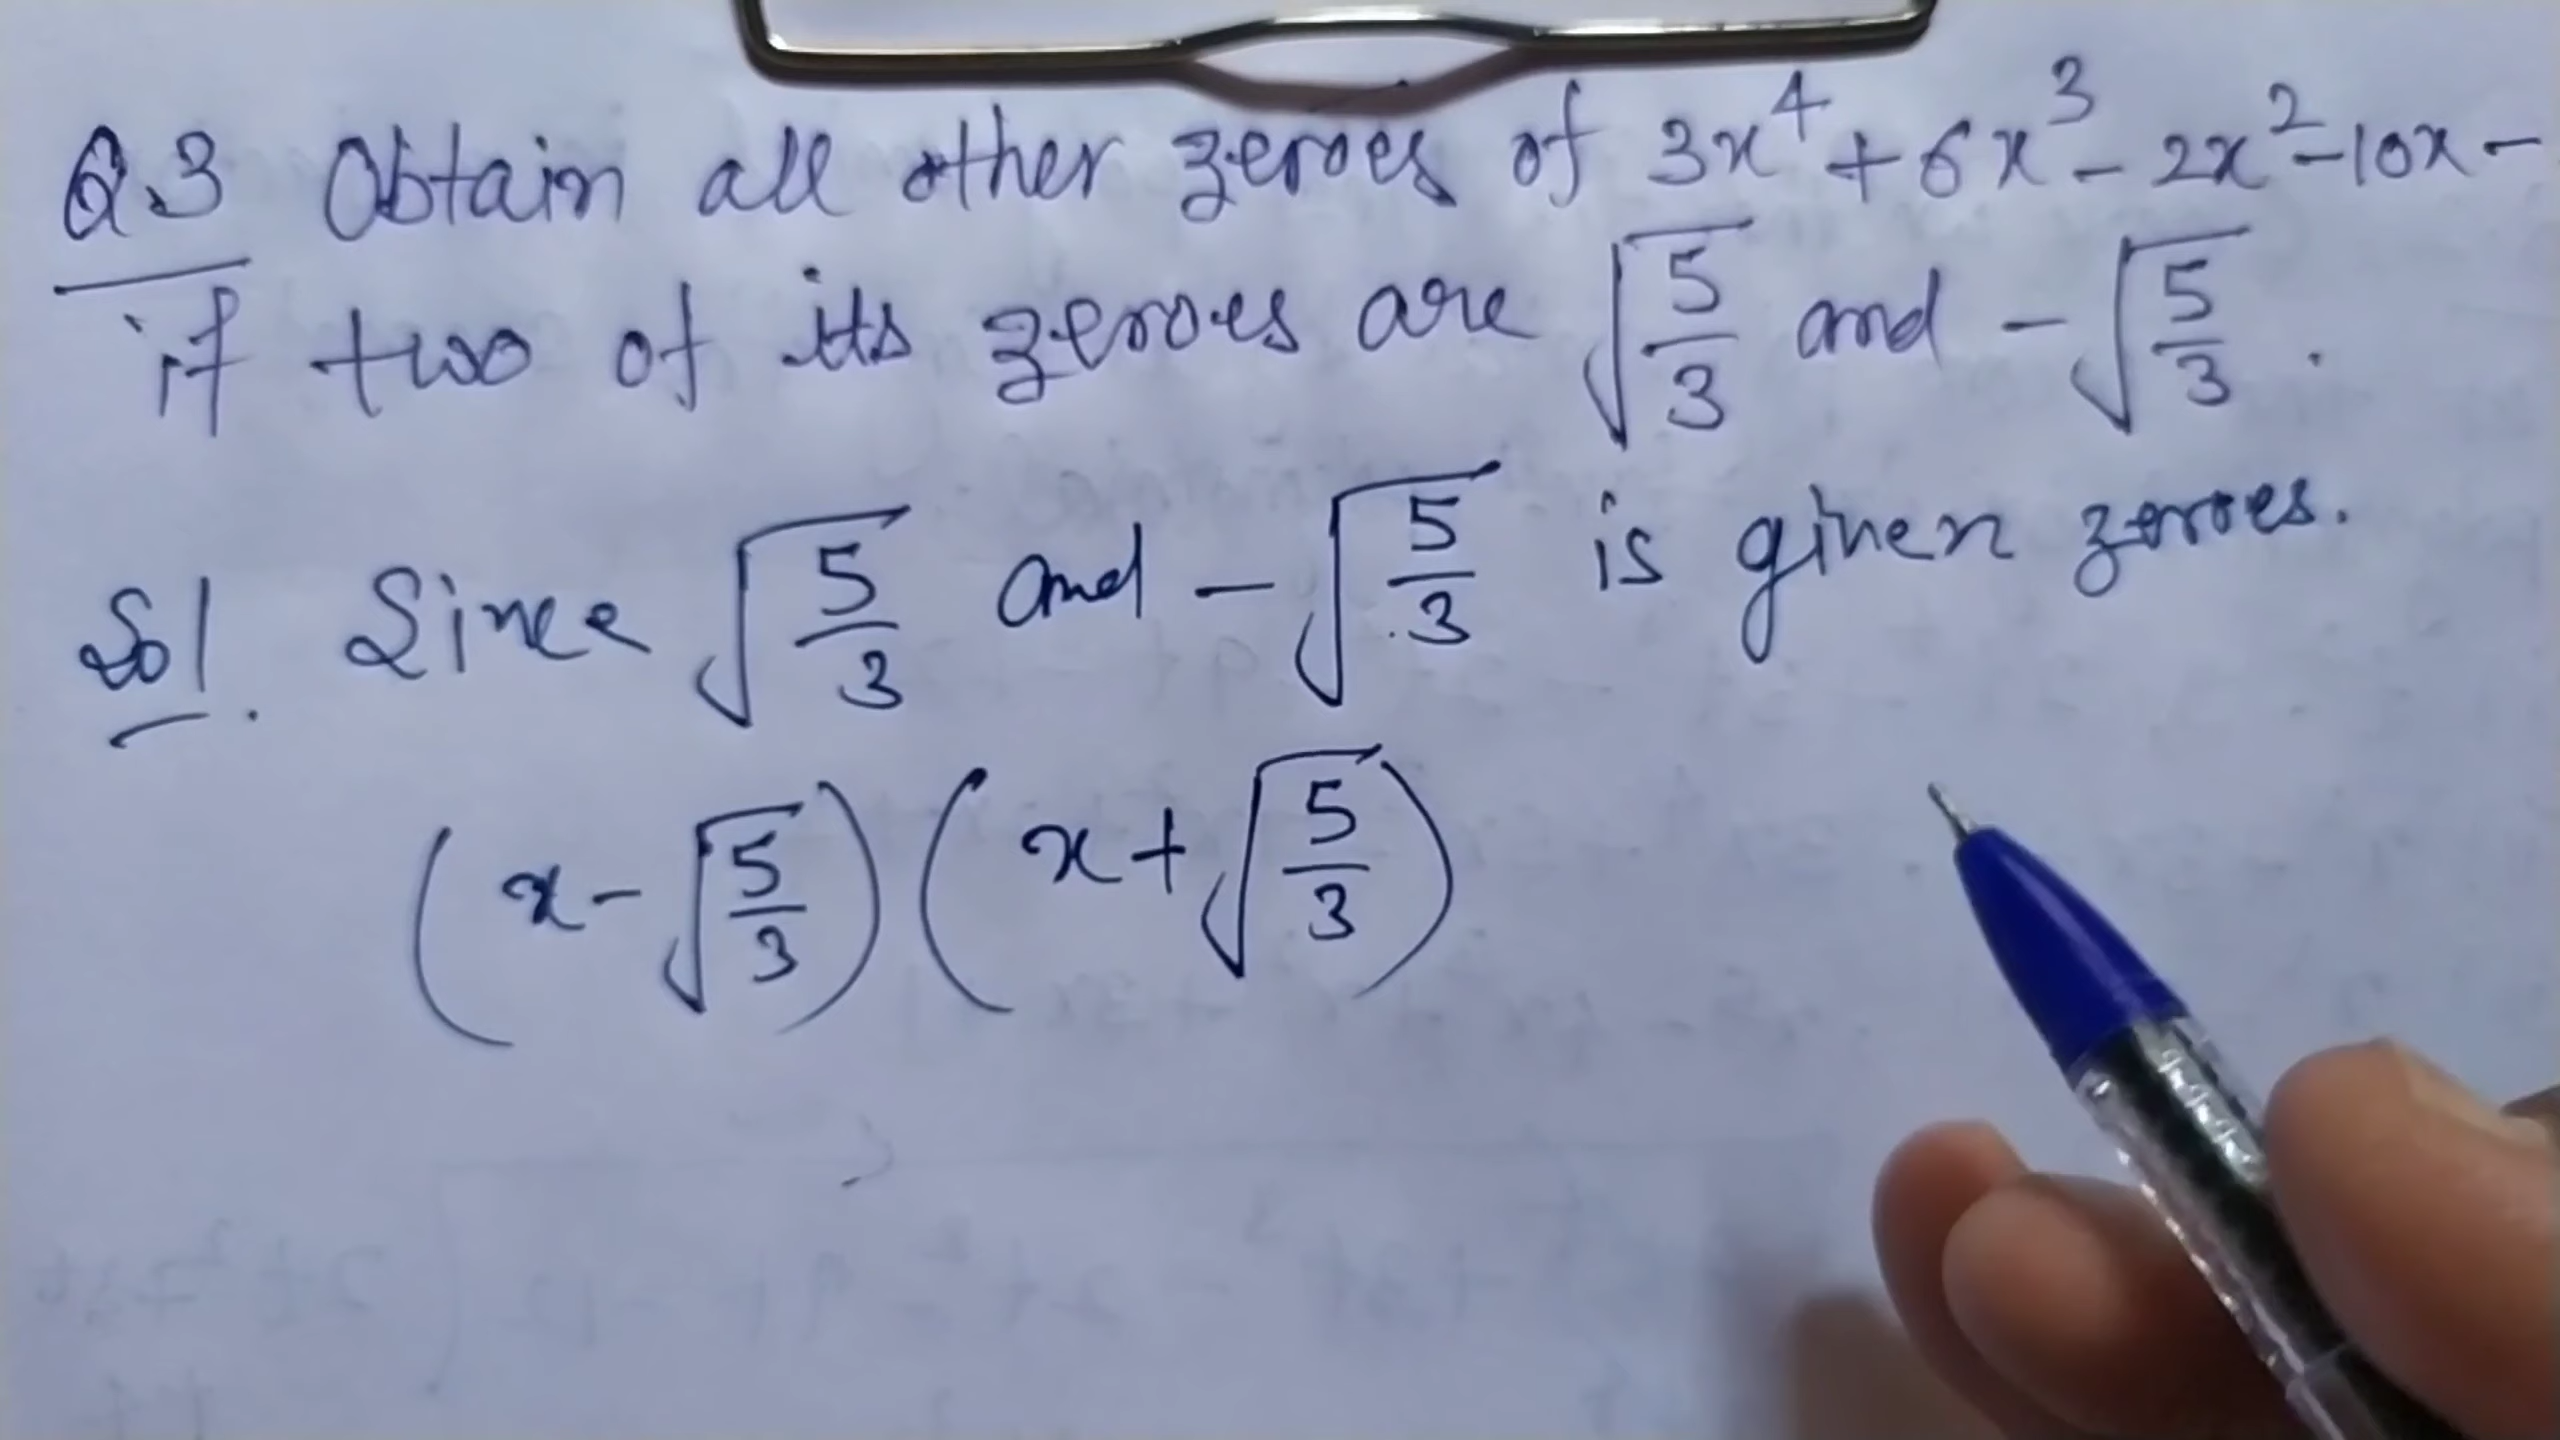 Q.3 Obtain all other zeroes of 3x⁴ + 6x³ - 2x² - 10x -
if two of its zeroes are √(5/3) and -√(5/3).
Sol. Since √(5/3) and -√(5/3) is given zeroes.
(x - √(5/3)) (x + √(5/3))